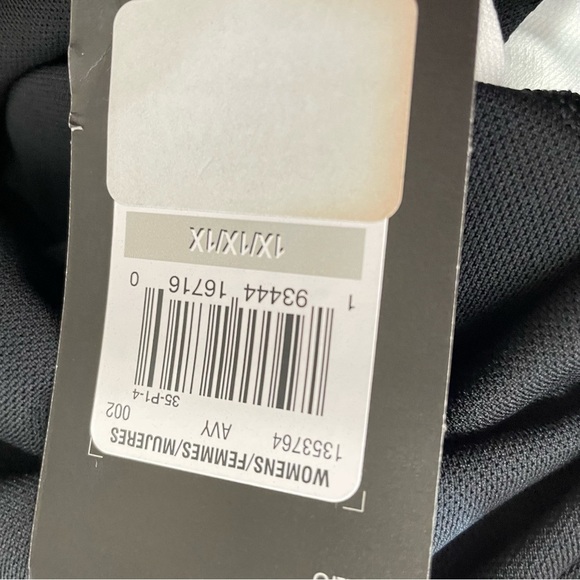 WOMENS/FEMMES/MUJERES
1353764 AVY 002
35-P1-4
1 93444 16716 0
1X/1X/1X